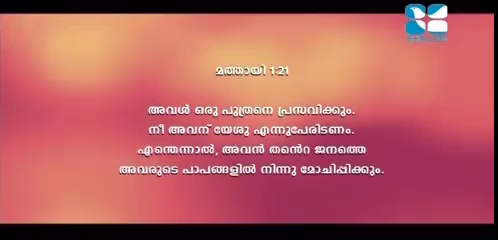 മത്തായി 1:21
അവൾ ഒരു പുത്രനെ പ്രസവിക്കും.
നീ അവന് യേശു എന്നുപേരിടണം.
എന്തെന്നാൽ, അവൻ തൻെറ ജനത്തെ
അവരുടെ പാപങ്ങളിൽ നിന്നു മോചിപ്പിക്കും.